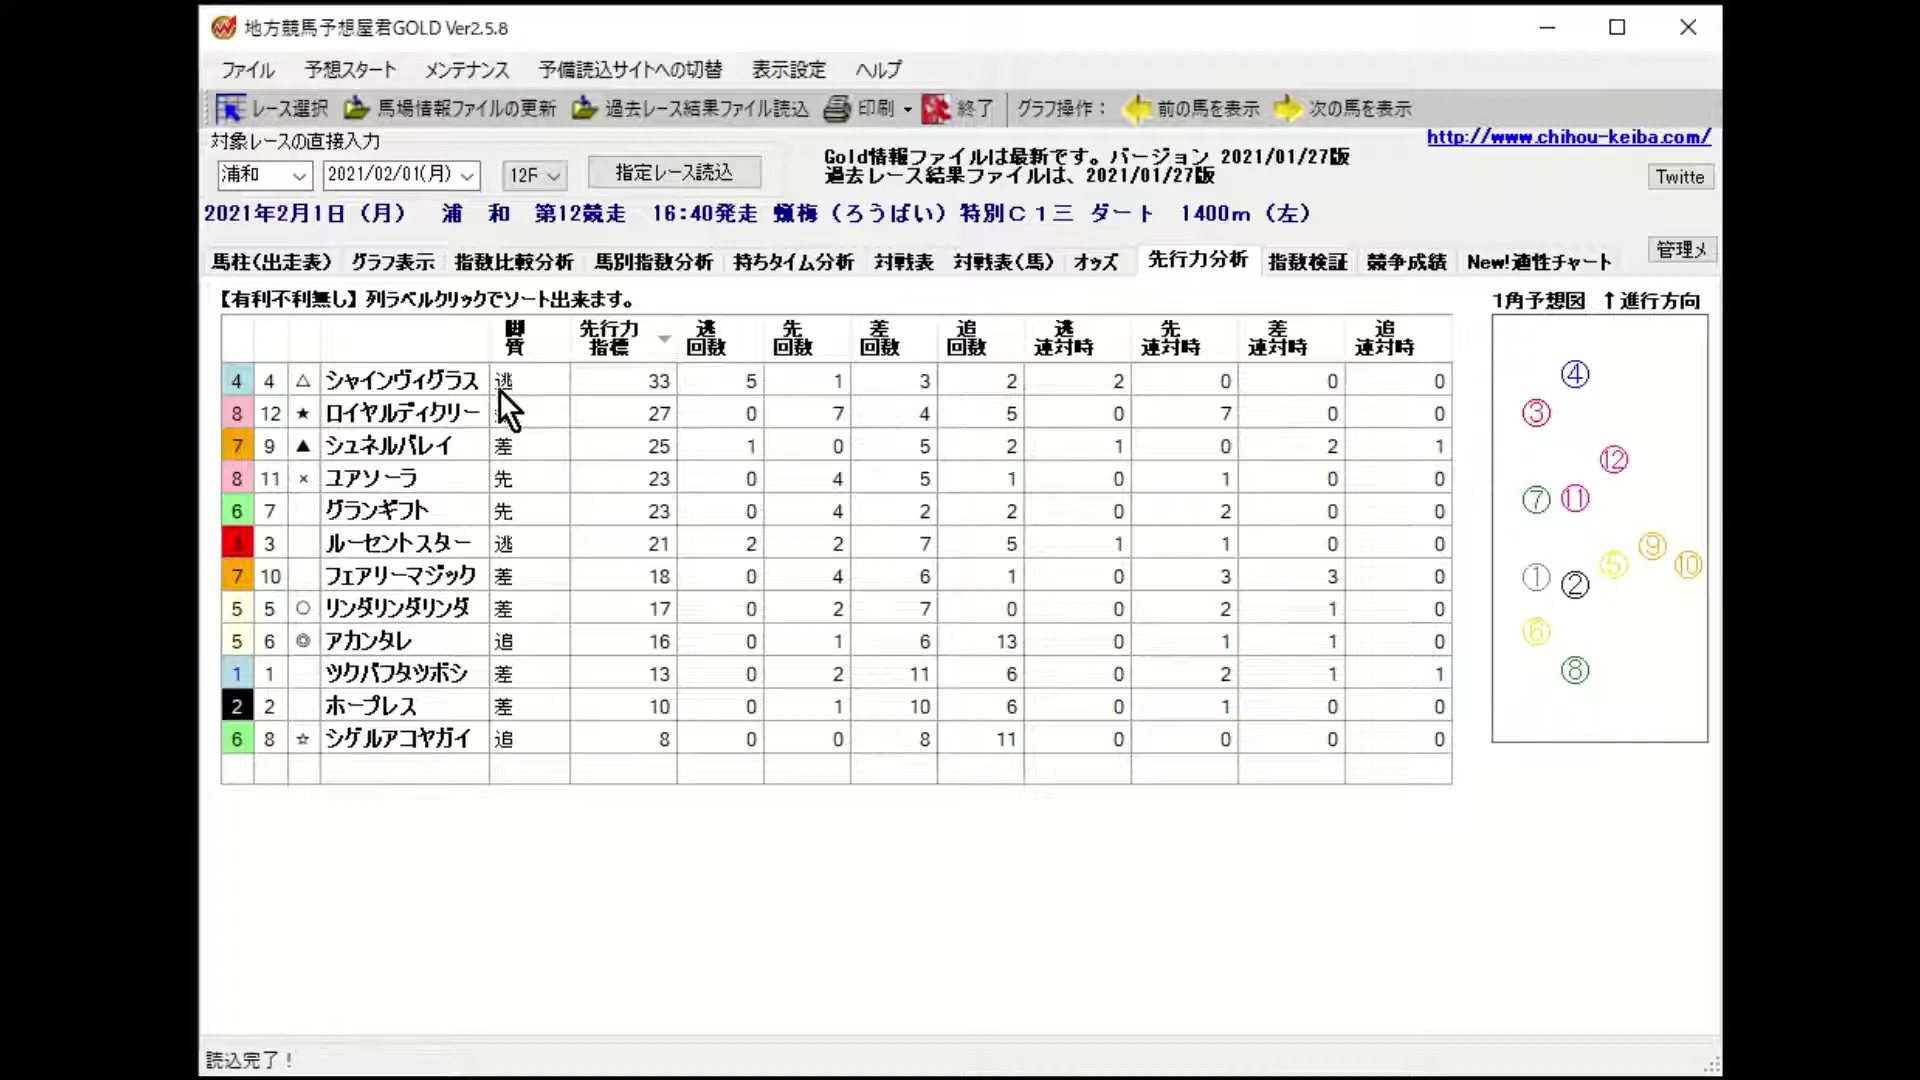 地方競馬予想屋君GOLD Ver2.5.8
ファイル 予想スタート メンテナンス 予備読込サイトへの切替 表示設定 ヘルプ
レース選択 馬場情報ファイルの更新 過去レース結果ファイル読込 印刷 終了 グラフ操作： 前の馬を表示 次の馬を表示
対象レースの直接入力
http://www.chihou-keiba.com/
浦和 2021/02/01(月) 12F 指定レース読込
Gold情報ファイルは最新です。バージョン 2021/01/27版
過去レース結果ファイルは、2021/01/27版
Twitte
2021年2月1日（月） 浦 和 第12競走 16:40発走 蝋梅（ろうばい）特別Ｃ１三 ダート 1400m（左）
管理メ
馬柱(出走表) グラフ表示 指数比較分析 馬別指数分析 持ちタイム分析 対戦表 対戦表(馬) オッズ 先行力分析 指数検証 競争成績 New!適性チャート
【有利不利無し】列ラベルクリックでソート出来ます。
1角予想図 ↑進行方向
脚質 先行力指標 逃回数 先回数 差回数 追回数 逃連対時 先連対時 差連対時 追連対時
4 4 △ シャインヴィグラス 逃 33 5 1 3 2 2 0 0 0
8 12 ★ ロイヤルディクリー 27 0 7 4 5 0 7 0 0
7 9 ▲ シュネルバレイ 差 25 1 0 5 2 1 0 2 1
8 11 × ユアソーラ 先 23 0 4 5 1 0 1 0 0
6 7 グランギフト 先 23 0 4 2 2 0 2 0 0
3 3 ルーセントスター 逃 21 2 2 7 5 1 1 0 0
7 10 フェアリーマジック 差 18 0 4 6 1 0 3 3 0
5 5 ○ リンダリンダリンダ 差 17 0 2 7 0 0 2 1 0
5 6 ◎ アカンタレ 追 16 0 1 6 13 0 1 1 0
1 1 ツクバフタツボシ 差 13 0 2 11 6 0 2 1 1
2 2 ホープレス 差 10 0 1 10 6 0 1 0 0
6 8 ☆ シゲルアコヤガイ 追 8 0 0 8 11 0 0 0 0
④
③
⑫
⑦ ⑪
⑨
⑤ ⑩
① ②
⑥
⑧
読込完了！